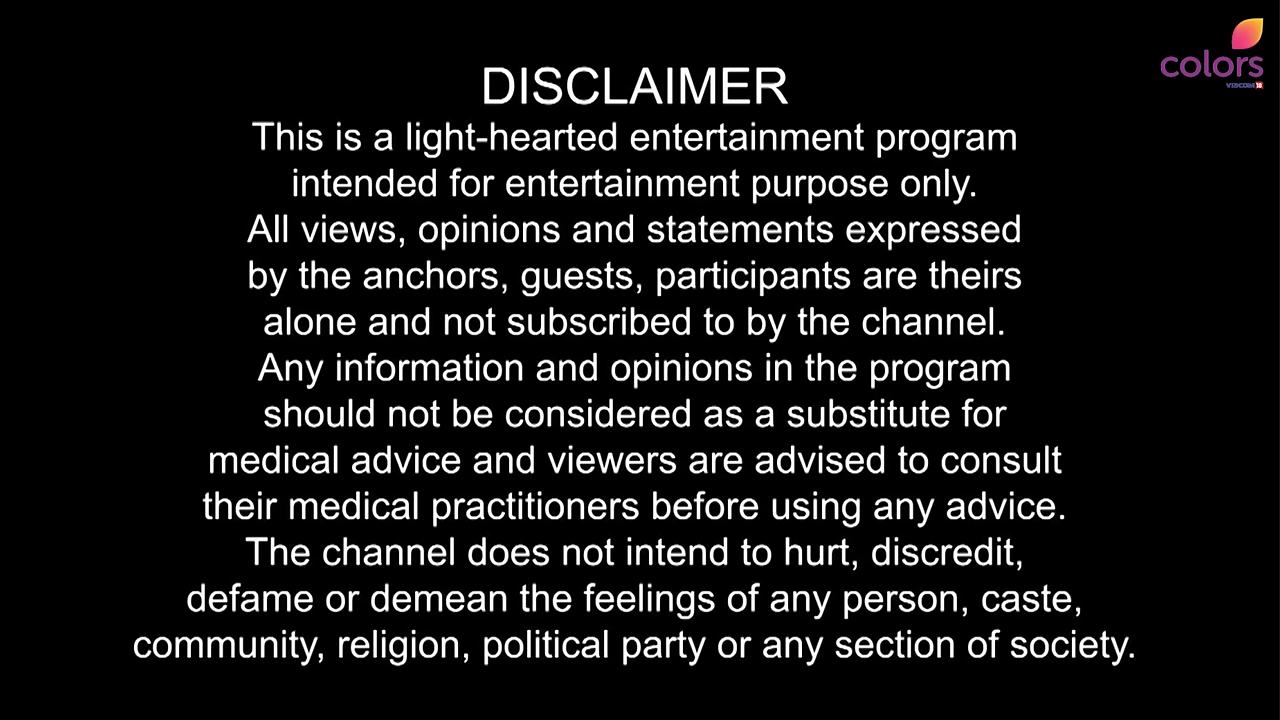 colors
VIACOM18
DISCLAIMER
This is a light-hearted entertainment program
intended for entertainment purpose only.
All views, opinions and statements expressed
by the anchors, guests, participants are theirs
alone and not subscribed to by the channel.
Any information and opinions in the program
should not be considered as a substitute for
medical advice and viewers are advised to consult
their medical practitioners before using any advice.
The channel does not intend to hurt, discredit,
defame or demean the feelings of any person, caste,
community, religion, political party or any section of society.